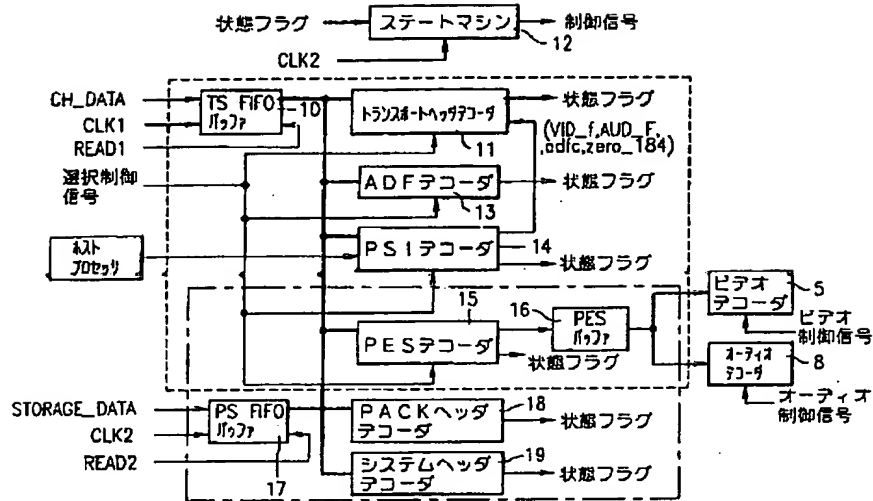 状態フラグ
ステートマシン
制御信号
12
CLK2
CH_DATA
TS FIFO
バッファ
10
CLK1
READ1
選択制御
信号
トランスポートヘッダデコーダ
11
状態フラグ
(VID_f,AUD_F,
,adfc,zero_184)
ADFデコーダ
13
状態フラグ
ホスト
プロセッサ
PSIデコーダ
14
状態フラグ
15
PESデコーダ
16
PES
バッファ
状態フラグ
ビデオ
デコーダ
5
ビデオ
制御信号
オーディオ
デコーダ
8
オーディオ
制御信号
STORAGE_DATA
PS FIFO
バッファ
CLK2
READ2
17
PACKヘッダ
デコーダ
18
状態フラグ
システムヘッダ
デコーダ
19
状態フラグ